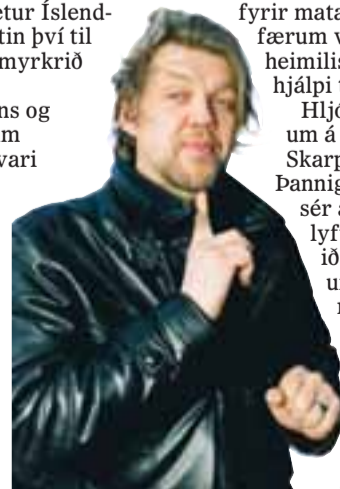 etur Íslend-
tin því til
myrkrið
ns og
m
vari
fyrir mata
færum v
heimilis
hjálpi
Hljó
um á
Skarp
Þannig
sér
lyf
ið
u